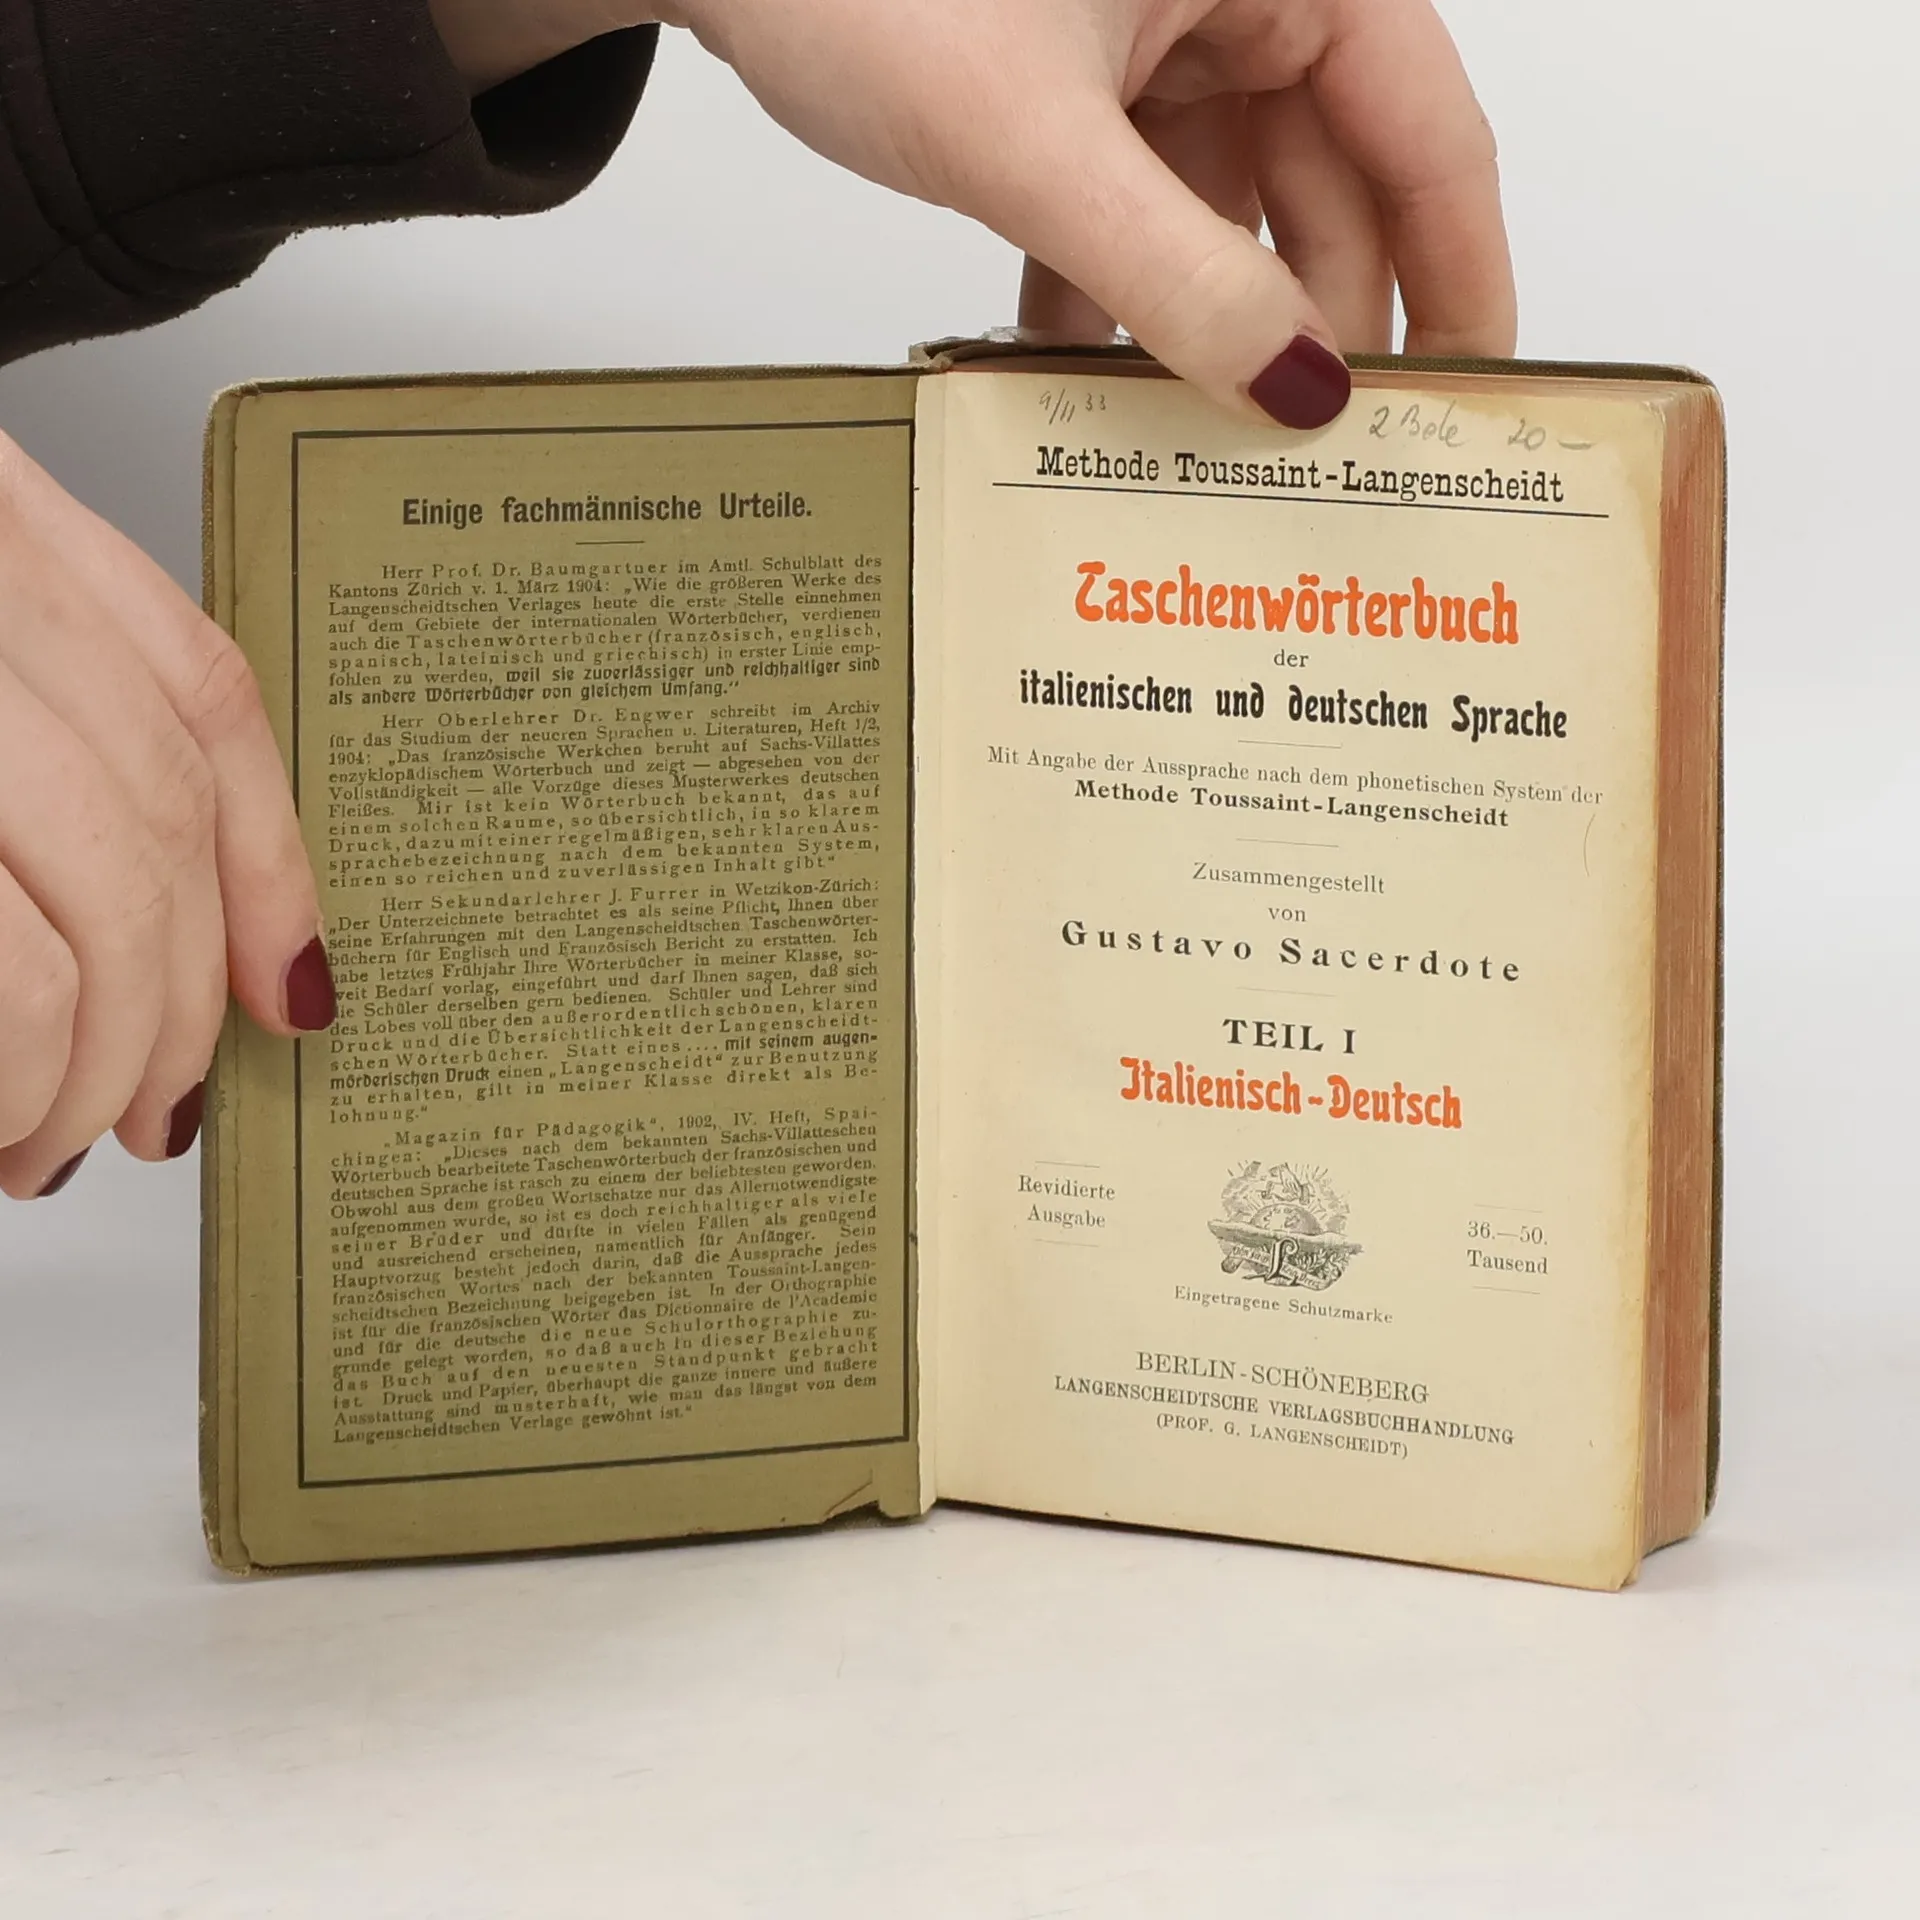 Einige fachmännische Urteile.
Herr Prof. Dr. Baumgartner im Amtl. Schulblatt des
Kantons Zürich v. 1. März 1904: „Wie die größeren Werke des
Langenscheidtschen Verlages heute die erste Stelle einnehmen
auf dem Gebiete der internationalen Wörterbücher, verdienen
auch die Taschenwörterbücher (französisch, englisch,
spanisch, lateinisch und griechisch) in erster Linie emp-
fohlen zu werden, weil sie zuverlässiger und reichhaltiger sind
als andere Wörterbücher von gleichem Umfang.“
Herr Oberlehrer Dr. Engwer schreibt im Archiv
für das Studium der neueren Sprachen u. Literaturen, Heft 1/2,
1904: „Das französische Werkchen beruht auf Sachs-Villattes
enzyklopädischem Wörterbuch und zeigt — abgesehen von der
Vollständigkeit — alle Vorzüge dieses Musterwerkes deutschen
Fleißes. Mir ist kein Wörterbuch bekannt, das auf
einem solchen Raume, so übersichtlich, in so klarem
Druck, dazu mit einer regelmäßigen, sehr klaren Aus-
sprachebezeichnung nach dem bekannten System,
einen so reichen und zuverlässigen Inhalt gibt“
Herr Sekundarlehrer J. Furrer in Wetzikon-Zürich:
„Der Unterzeichnete betrachtet es als seine Pflicht, Ihnen über
seine Erfahrungen mit den Langenscheidtschen Taschenwörter-
büchern für Englisch und Französisch Bericht zu erstatten. Ich
habe letztes Frühjahr Ihre Wörterbücher in meiner Klasse, so-
weit Bedarf vorlag, eingeführt und darf Ihnen sagen, daß sich
die Schüler derselben gern bedienen. Schüler und Lehrer sind
des Lobes voll über den außerordentlich schönen, klaren
Druck und die Übersichtlichkeit der Langenscheidt-
schen Wörterbücher. Statt eines .... mit seinem augen-
mörderischen Druck einen „Langenscheidt“ zur Benutzung
zu erhalten, gilt in meiner Klasse direkt als Be-
lohnung.“
„Magazin für Pädagogik“, 1902, IV. Heft, Spai-
chingen: „Dieses nach dem bekannten Sachs-Villatteschen
Wörterbuch bearbeitete Taschenwörterbuch der französischen und
deutschen Sprache ist rasch zu einem der beliebtesten geworden.
Obwohl aus dem großen Wortschatze nur das Allernotwendigste
aufgenommen wurde, so ist es doch reichhaltiger als viele
seiner Brüder und dürfte in vielen Fällen als genügend
und ausreichend erscheinen, namentlich für Anfänger. Sein
Hauptvorzug besteht jedoch darin, daß die Aussprache jedes
französischen Wortes nach der bekannten Toussaint-Langen-
scheidtschen Bezeichnung beigegeben ist. In der Orthographie
ist für die französischen Wörter das Dictionnaire de l'Academie
und für die deutsche die neue Schulorthographie zu-
grunde gelegt worden, so daß auch in dieser Beziehung
das Buch auf den neuesten Standpunkt gebracht
ist. Druck und Papier, überhaupt die ganze innere und äußere
Ausstattung sind musterhaft, wie man das längst von dem
Langenscheidtschen Verlage gewöhnt ist.“
9/11 33
2 Bde 20 —
Methode Toussaint-Langenscheidt
Taschenwörterbuch
der
italienischen und deutschen Sprache
Mit Angabe der Aussprache nach dem phonetischen System der
Methode Toussaint-Langenscheidt
Zusammengestellt
von
Gustavo Sacerdote
TEIL I
Italienisch-Deutsch
Revidierte
Ausgabe
36.—50.
Tausend
L
Eingetragene Schutzmarke
BERLIN-SCHÖNEBERG
LANGENSCHEIDTSCHE VERLAGSBUCHHANDLUNG
(PROF. G. LANGENSCHEIDT)